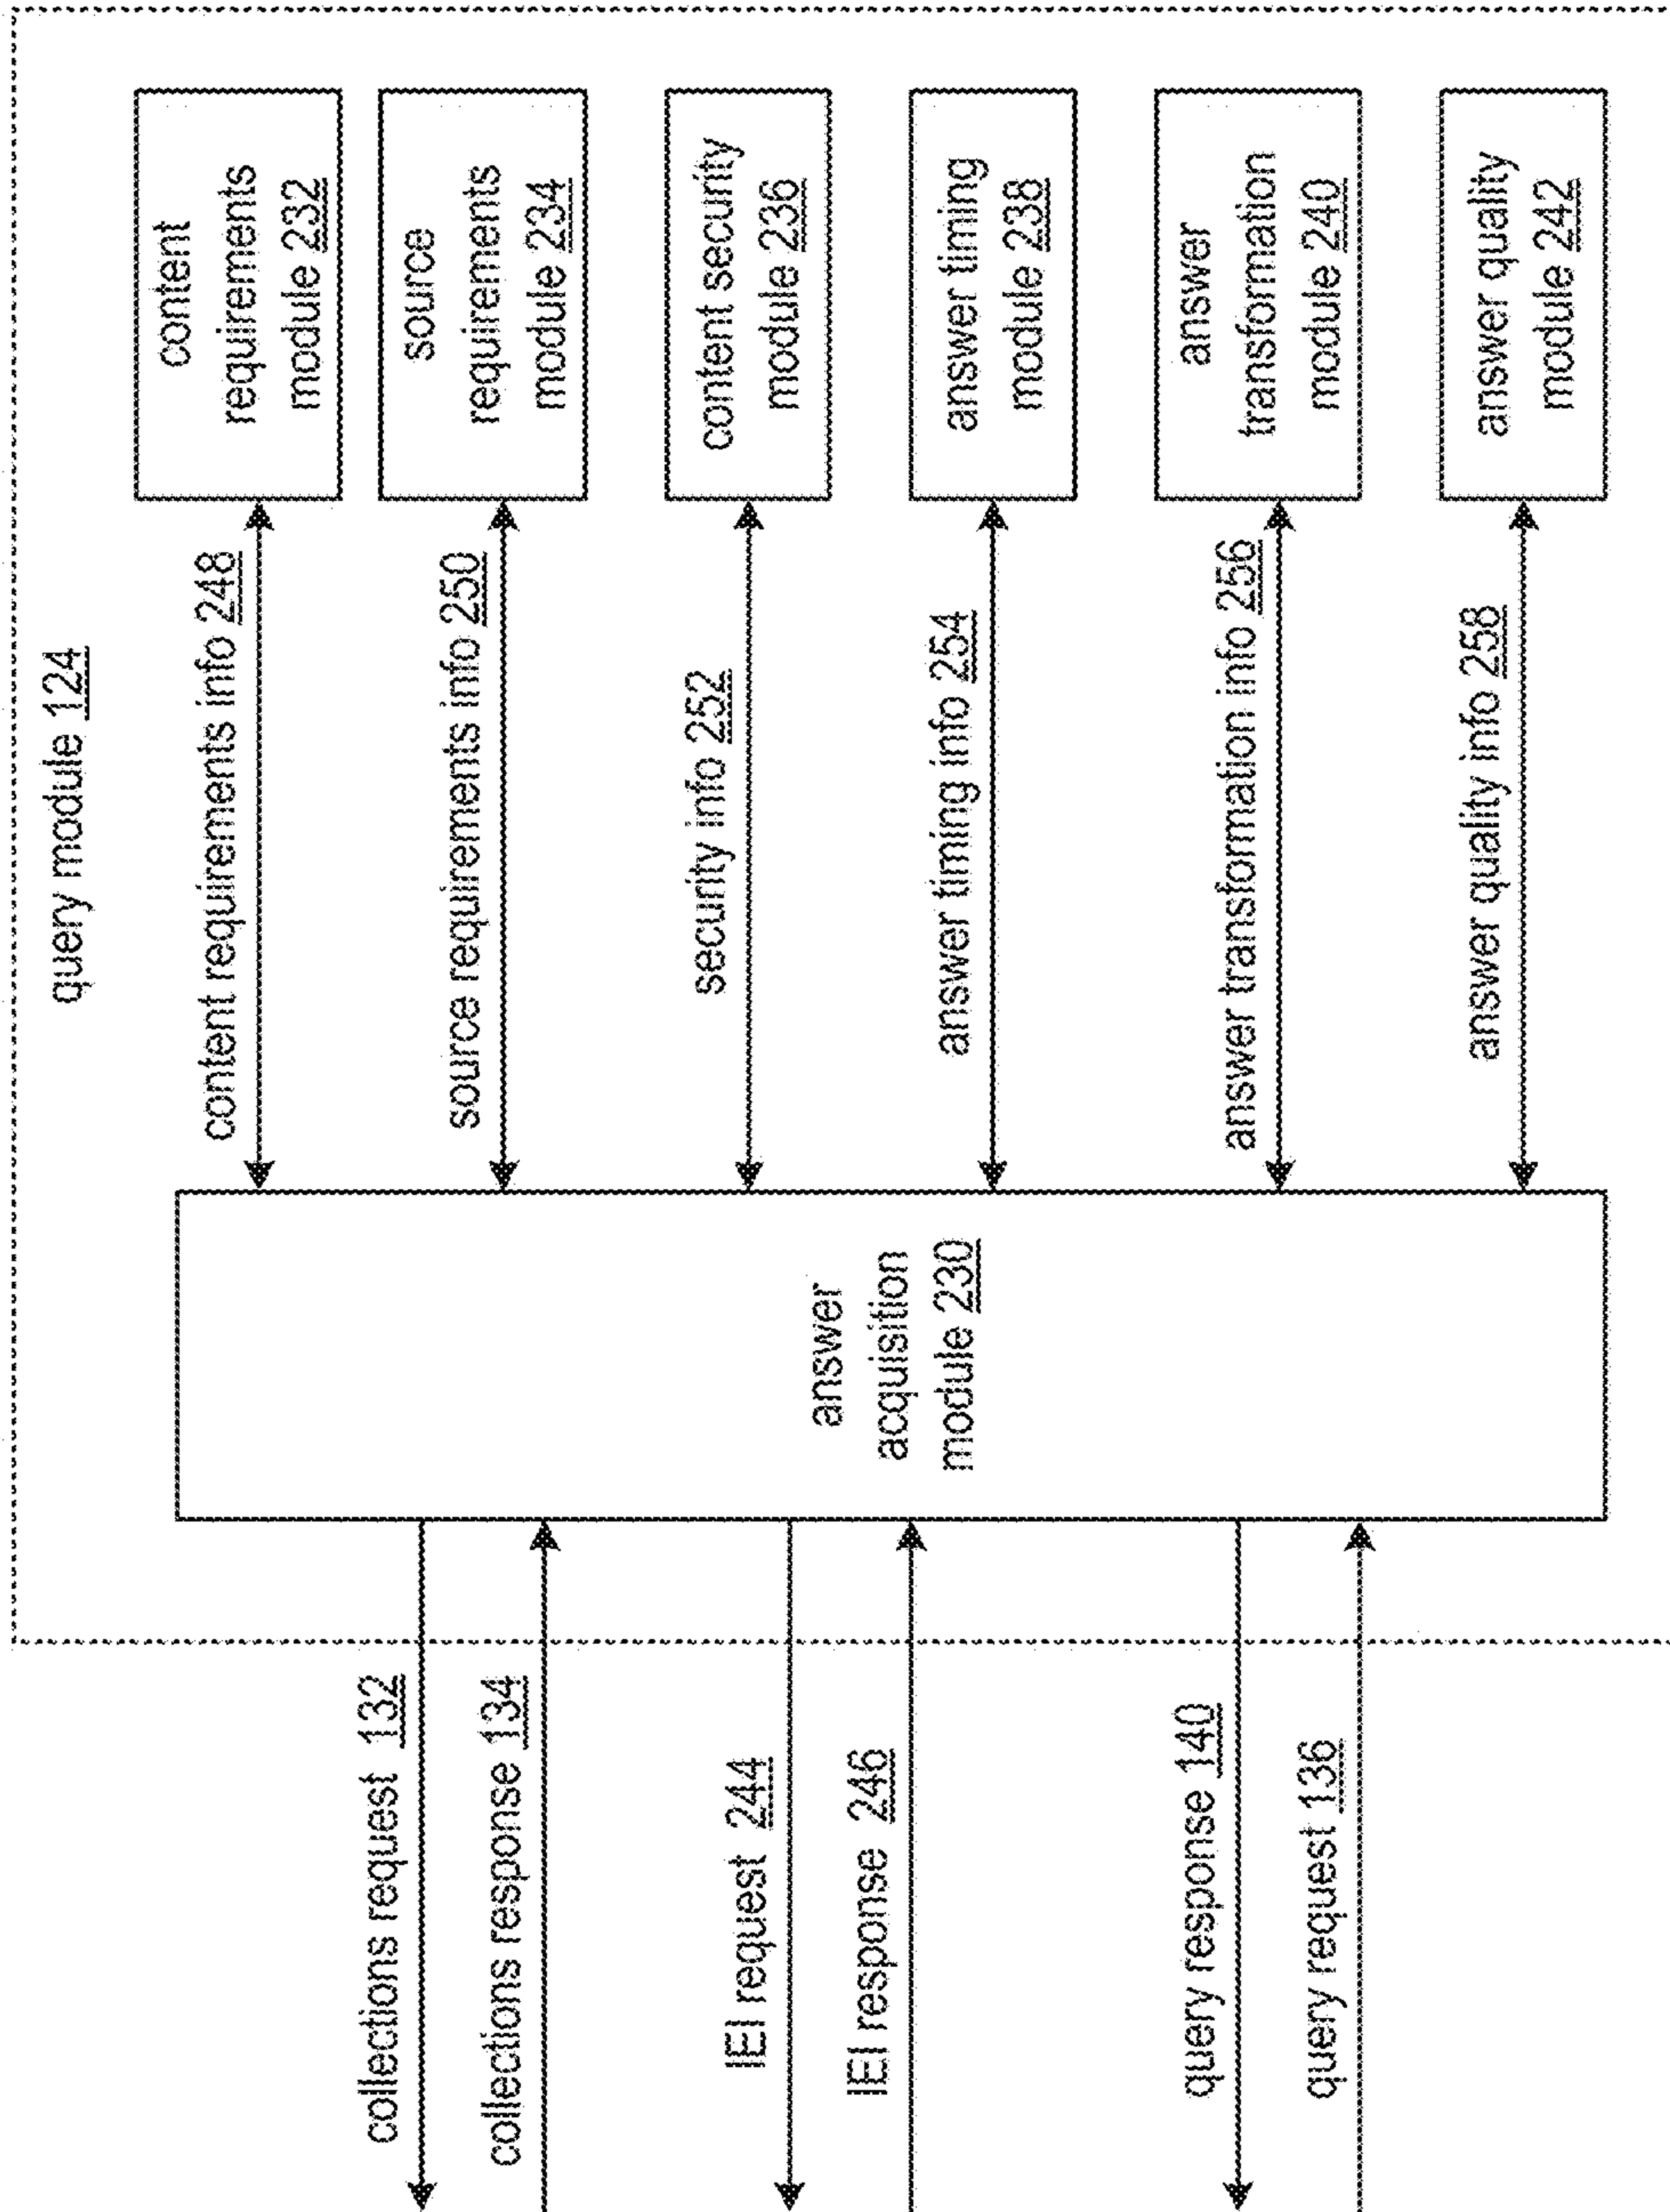 query module 124
collections request 132
collections response 134
IEI request 244
IEI response 246
query response 140
query request 136
answer
acquisition
module 230
content requirements info 248
source requirements info 250
security info 252
answer timing info 254
answer transformation info 256
answer quality info 258
content
requirements
module 232
source
requirements
module 234
content security
module 236
answer timing
module 238
answer
transformation
module 240
answer quality
module 242